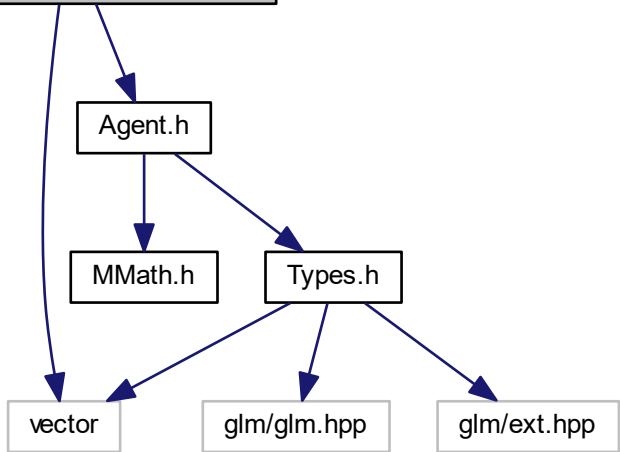 Agent.h
MMath.h
Types.h
vector
glm/glm.hpp
glm/ext.hpp